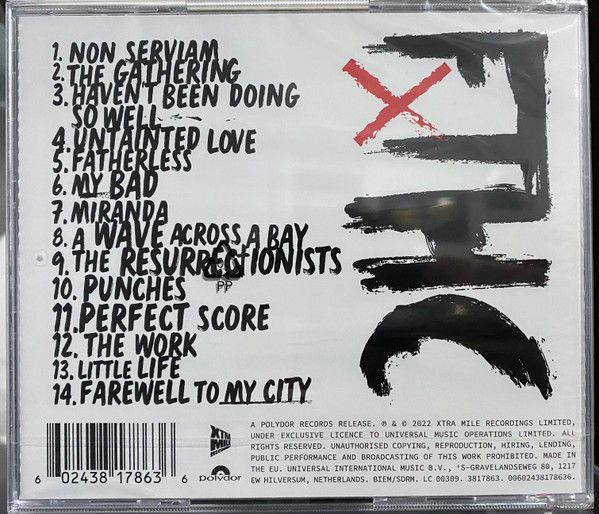 1. NON SERVIAM
2. THE GATHERING
3. HAVEN'T BEEN DOING
SO WELL
4. UNTAINTED LOVE
5. FATHERLESS
6. MY BAD
7. MIRANDA
8. A WAVE ACROSS A BAY
9. THE RESURRECTIONISTS
10. PUNCHES
11. PERFECT SCORE
12. THE WORK
13. LITTLE LIFE
14. FAREWELL TO MY CITY
PP
A POLYDOR RECORDS RELEASE. ℗ & © 2022 XTRA MILE RECORDINGS LIMITED,
UNDER EXCLUSIVE LICENCE TO UNIVERSAL MUSIC OPERATIONS LIMITED. ALL
RIGHTS RESERVED. UNAUTHORISED COPYING, REPRODUCTION, HIRING, LENDING,
PUBLIC PERFORMANCE AND BROADCASTING OF THIS WORK PROHIBITED. MADE IN
THE EU. UNIVERSAL INTERNATIONAL MUSIC B.V., 'S-GRAVELANDSEWEG 80, 1217
EW HILVERSUM, NETHERLANDS. BIEM/SDRM. LC 00309. 3817863. 00602438178636.
6 02438 17863 6
XTRA MILE
polydor